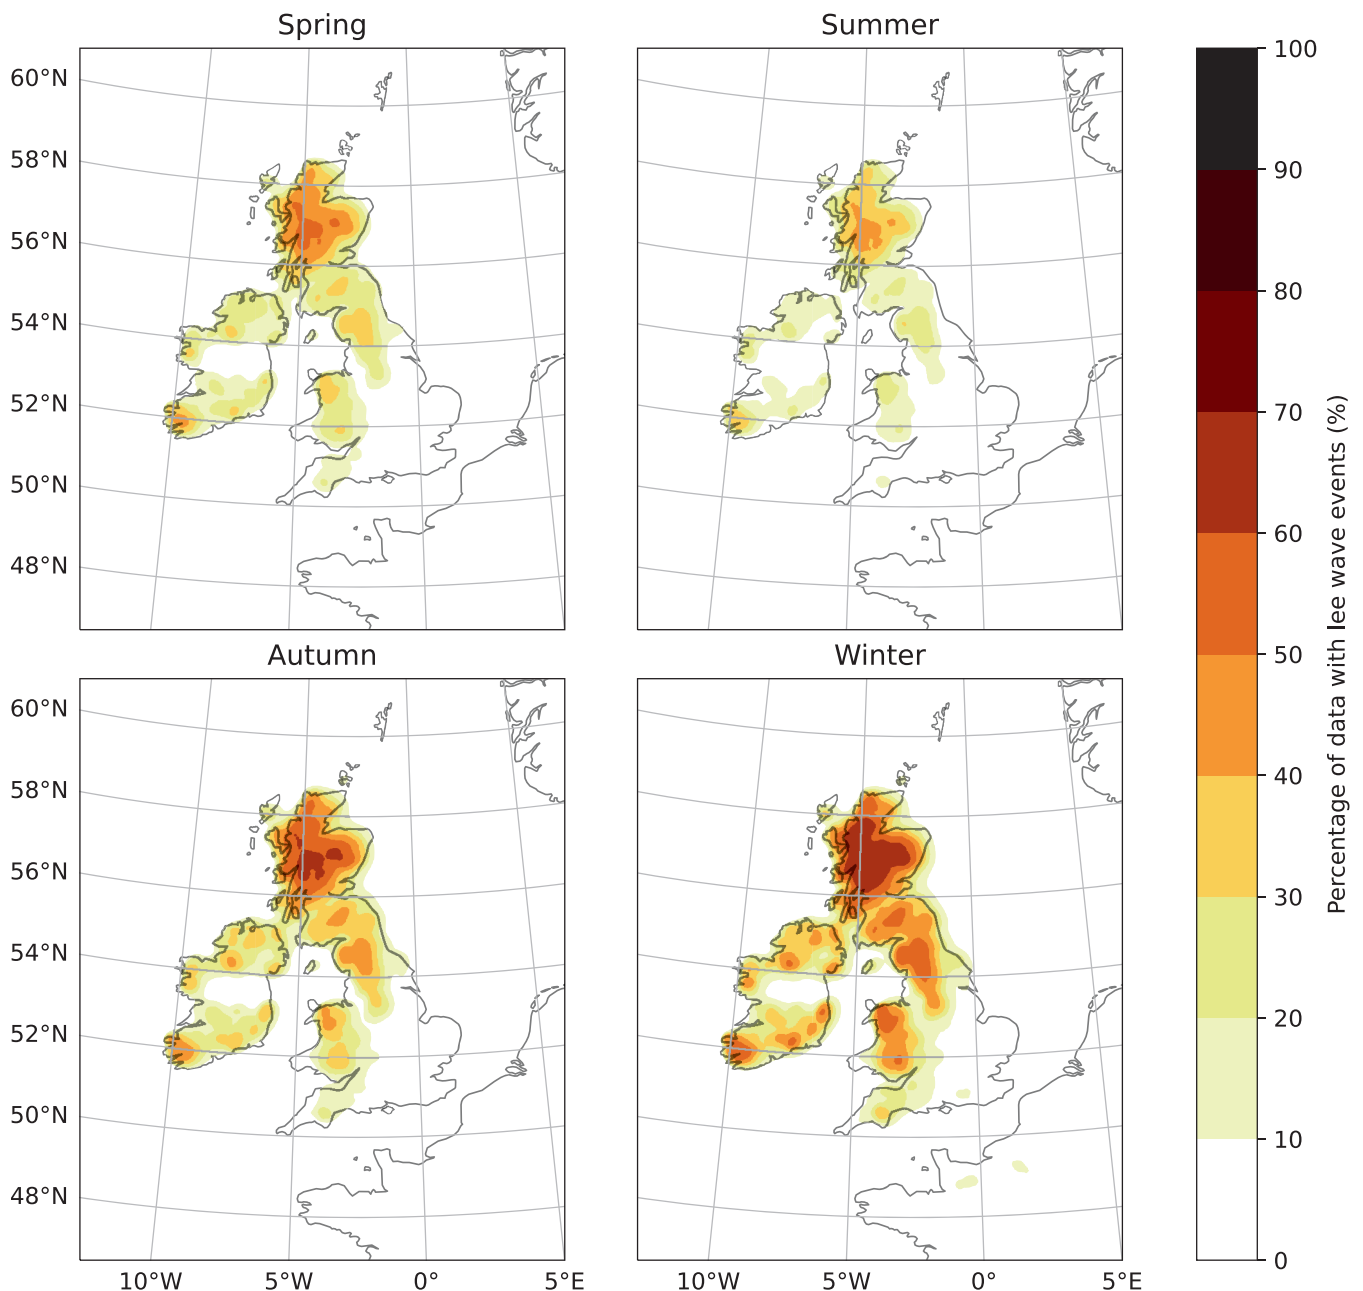 Spring
Summer
60°N
58°N
56°N
54°N
52°N
50°N
48°N
Autumn
Winter
60°N
58°N
56°N
54°N
52°N
50°N
48°N
10°W 5°W 0° 5°E
10°W 5°W 0° 5°E
100
90
80
70
60
50
40
30
20
10
0
Percentage of data with lee wave events (%)